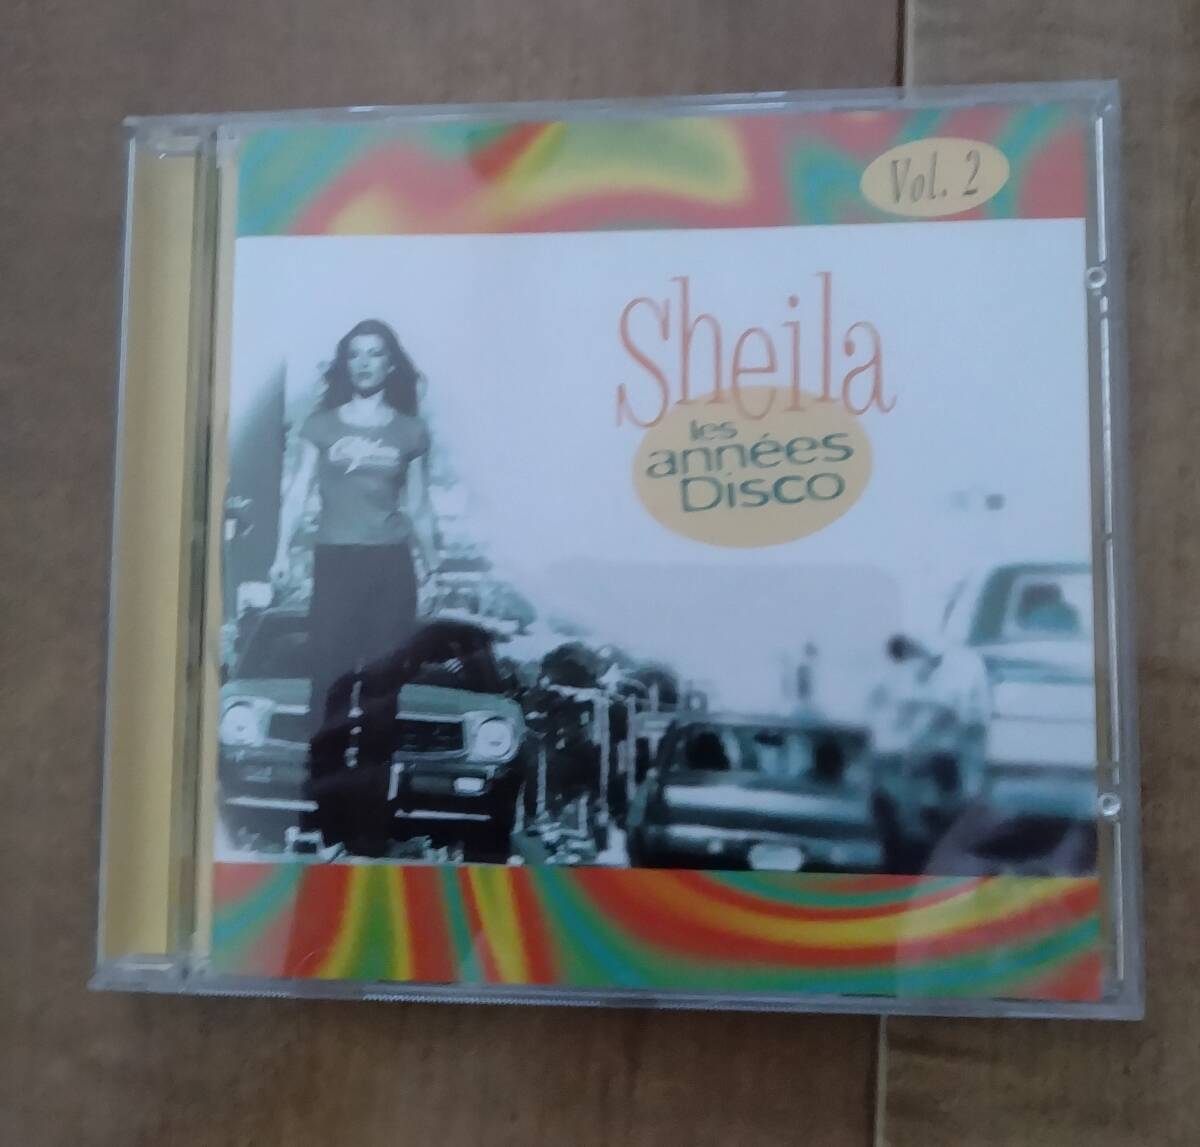 Vol. 2
Sheila
les
années
Disco